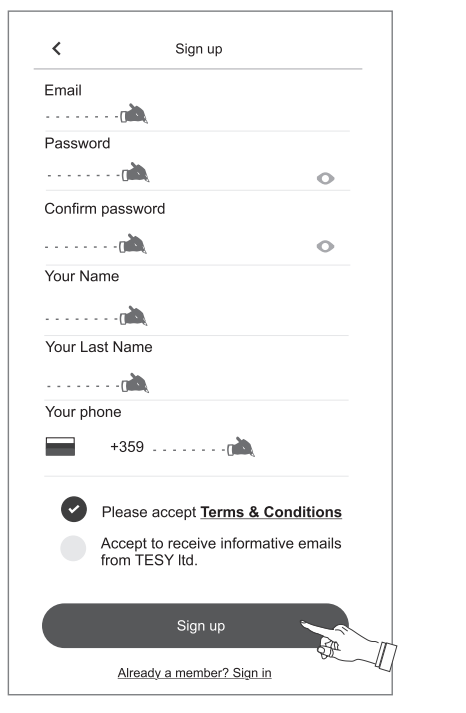 Sign up
Email
Password
Confirm password
Your Name
Your Last Name
Your phone
+359
Please accept Terms & Conditions
Accept to receive informative emails
from TESY ltd.
Sign up
Already a member? Sign in